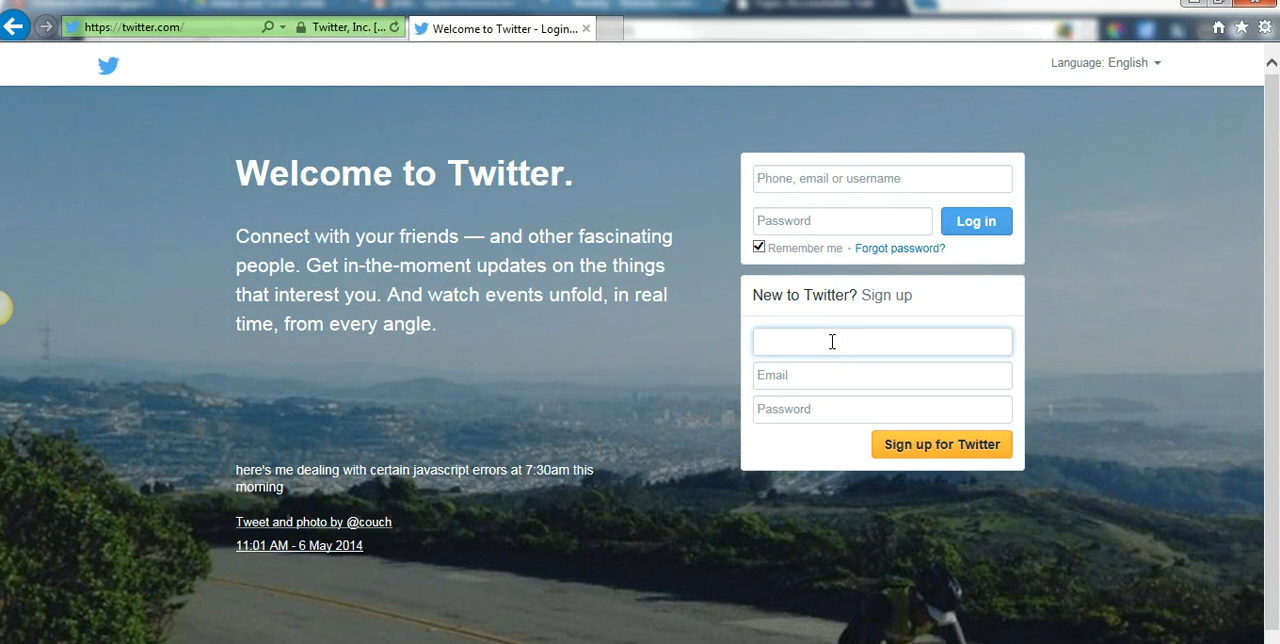 https://twitter.com/
Twitter, Inc. [...
Welcome to Twitter - Login...
Language: English
Welcome to Twitter.
Connect with your friends — and other fascinating
people. Get in-the-moment updates on the things
that interest you. And watch events unfold, in real
time, from every angle.
Phone, email or username
Password
Log in
Remember me · Forgot password?
New to Twitter? Sign up
Email
Password
Sign up for Twitter
here's me dealing with certain javascript errors at 7:30am this
morning
Tweet and photo by @couch
11:01 AM - 6 May 2014